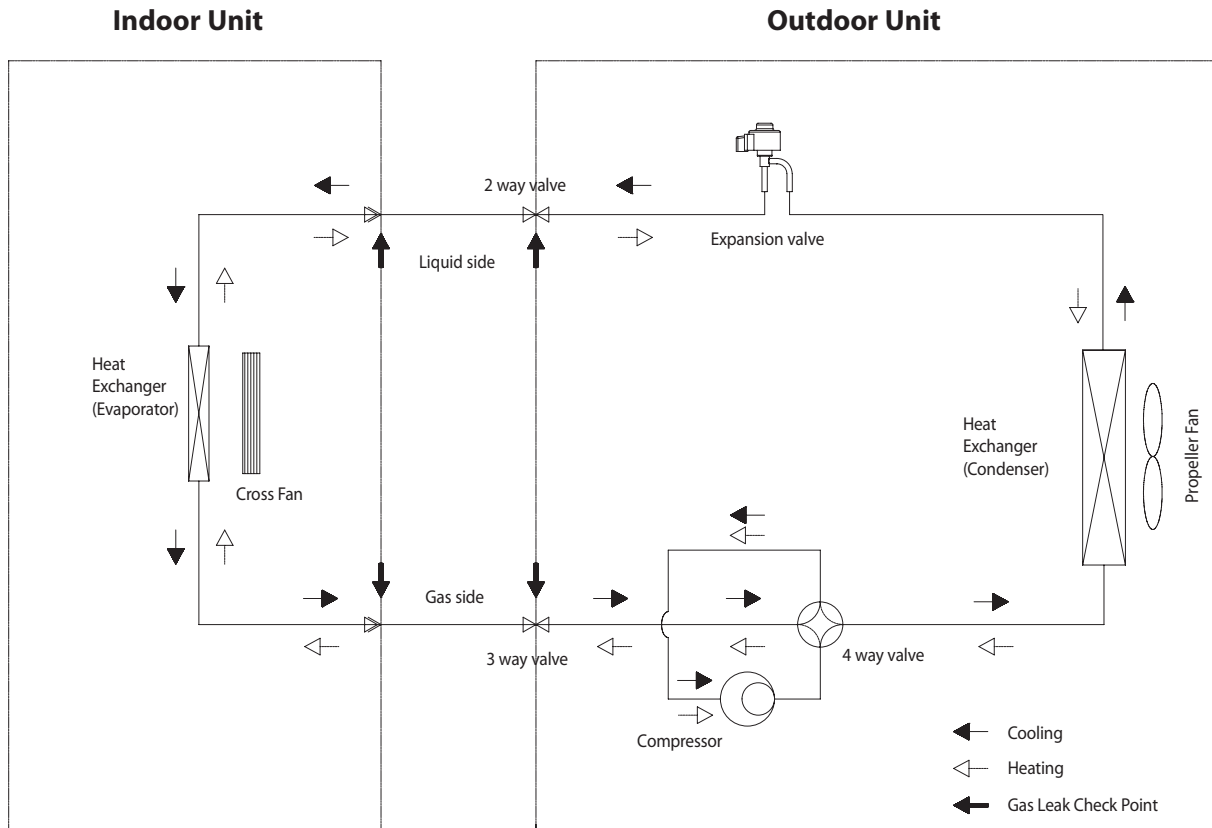 Indoor Unit
Outdoor Unit
2 way valve
Expansion valve
Liquid side
Heat
Exchanger
(Evaporator)
Cross Fan
Heat
Exchanger
(Condenser)
Propeller Fan
Gas side
3 way valve
4 way valve
Compressor
Cooling
Heating
Gas Leak Check Point